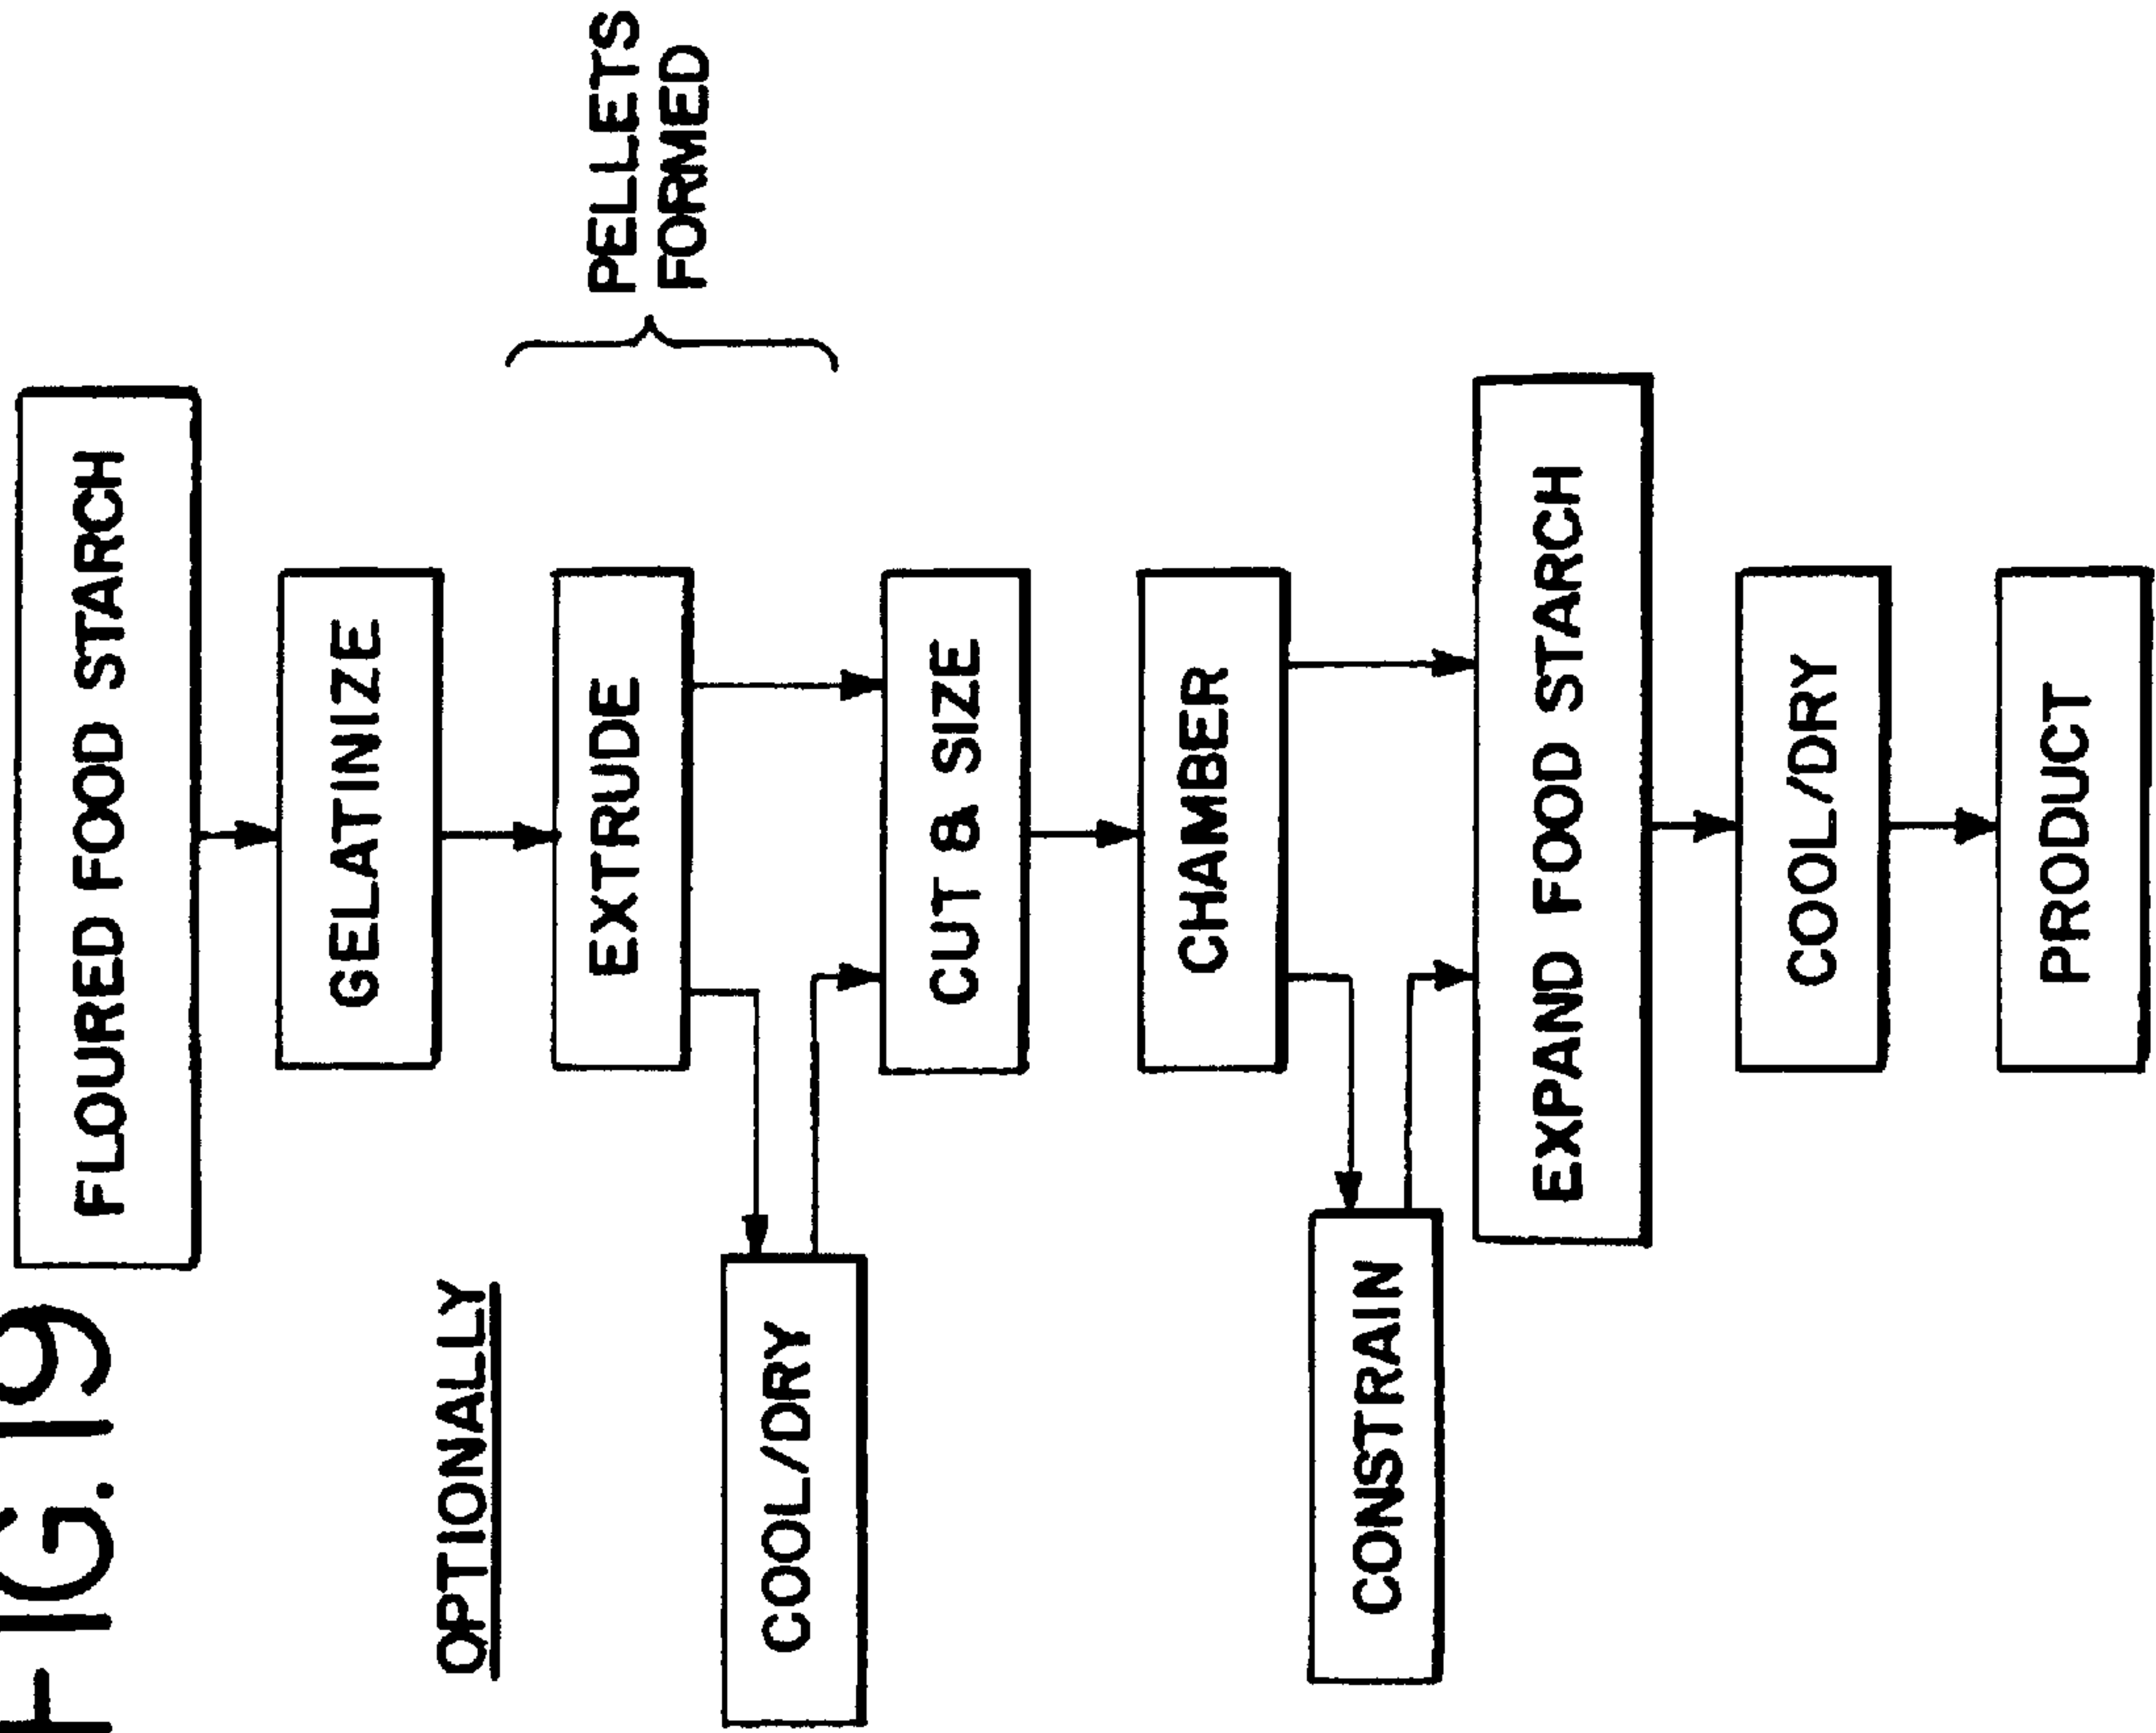 FIG. 19
FLOURED FOOD STARCH
GELATINIZE
OPTIONALLY
EXTRUDE
PELLETS
FORMED
COOL/DRY
CUT & SIZE
CHAMBER
CONSTRAIN
EXPAND FOOD STARCH
COOL/DRY
PRODUCT